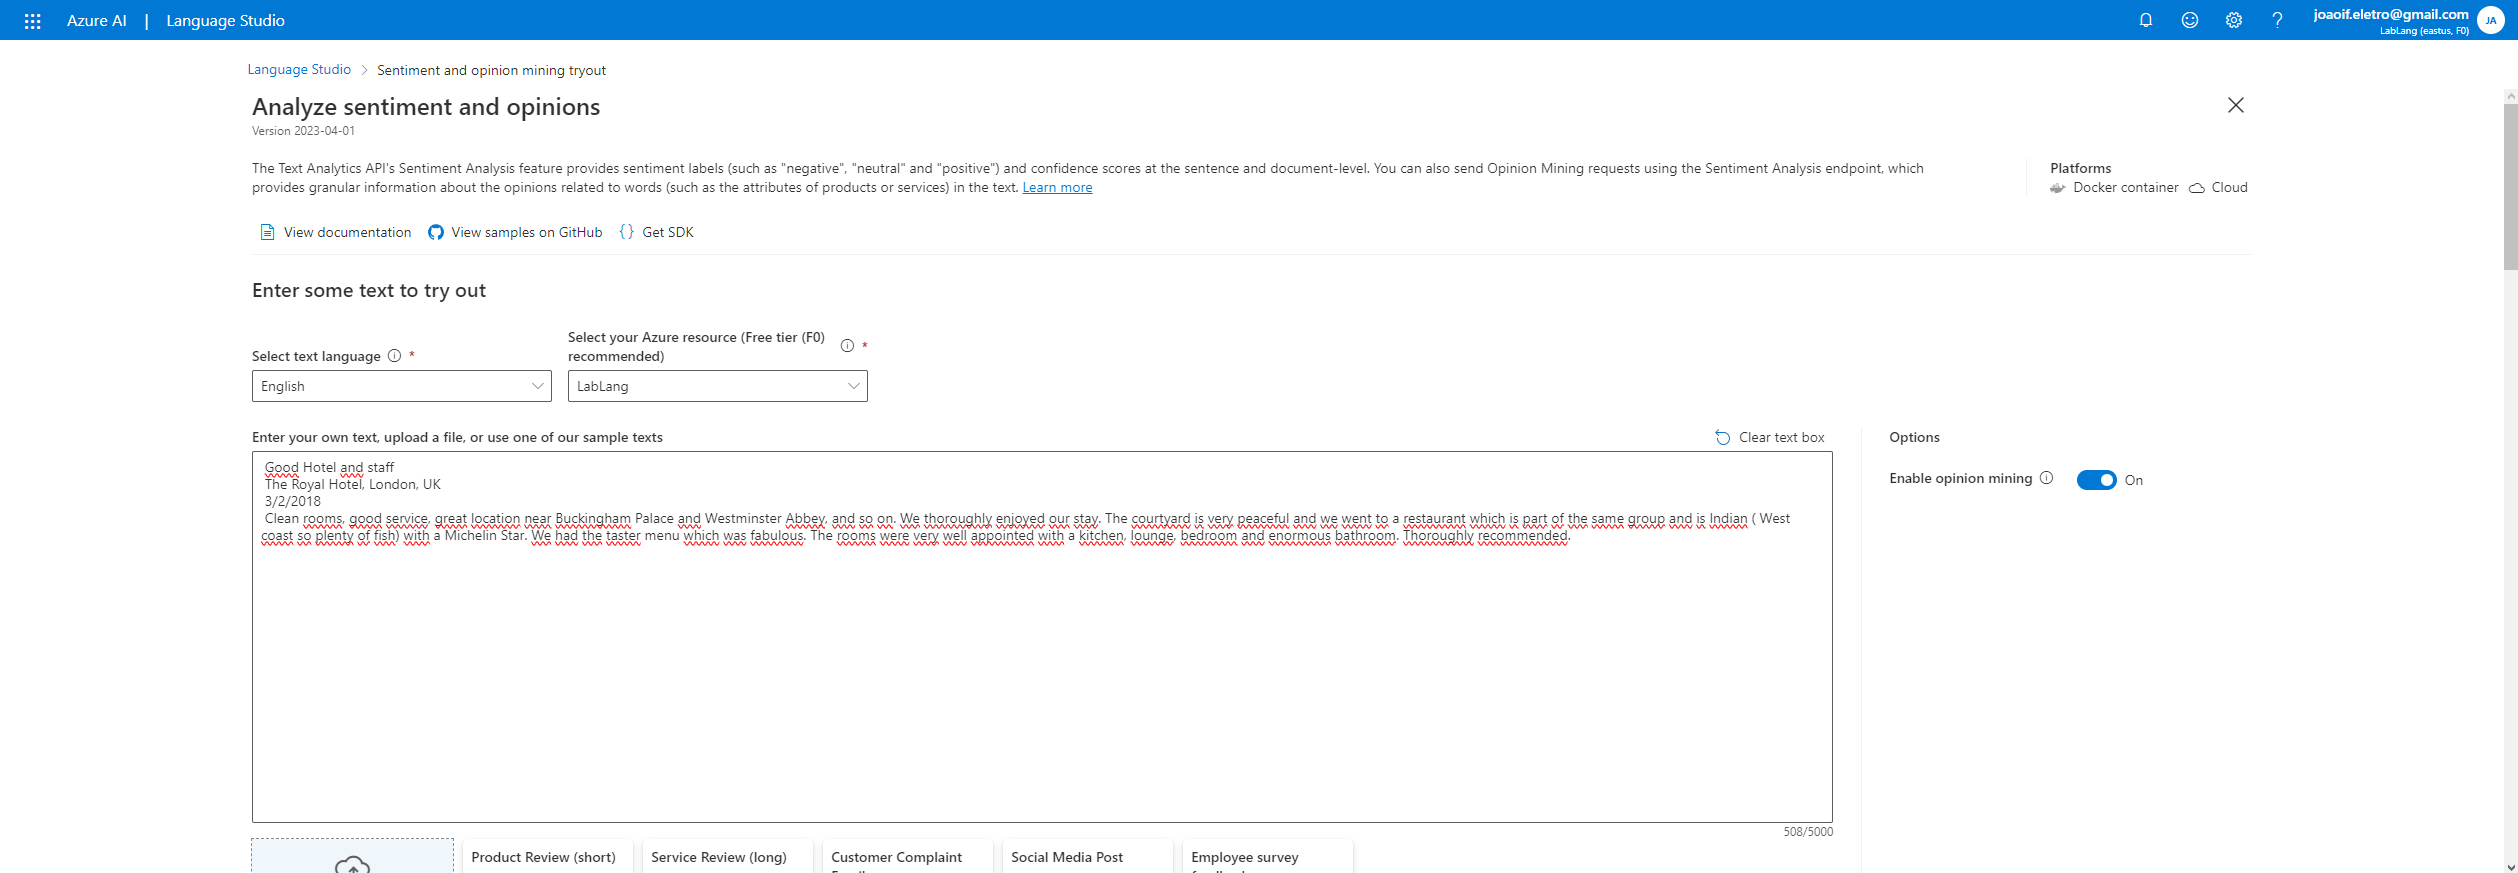 Azure AI | Language Studio
joaoif.eletro@gmail.com
LabLang (eastus, F0)
JA
Language Studio > Sentiment and opinion mining tryout
Analyze sentiment and opinions
Version 2023-04-01
The Text Analytics API's Sentiment Analysis feature provides sentiment labels (such as "negative", "neutral" and "positive") and confidence scores at the sentence and document-level. You can also send Opinion Mining requests using the Sentiment Analysis endpoint, which
provides granular information about the opinions related to words (such as the attributes of products or services) in the text. Learn more
Platforms
Docker container Cloud
View documentation View samples on GitHub {} Get SDK
Enter some text to try out
Select text language *
Select your Azure resource (Free tier (F0)
recommended) *
English
LabLang
Enter your own text, upload a file, or use one of our sample texts
Clear text box
Good Hotel and staff
The Royal Hotel, London, UK
3/2/2018
Clean rooms, good service, great location near Buckingham Palace and Westminster Abbey, and so on. We thoroughly enjoyed our stay. The courtyard is very peaceful and we went to a restaurant which is part of the same group and is Indian ( West
coast so plenty of fish) with a Michelin Star. We had the taster menu which was fabulous. The rooms were very well appointed with a kitchen, lounge, bedroom and enormous bathroom. Thoroughly recommended.
508/5000
Options
Enable opinion mining On
Product Review (short)
Service Review (long)
Customer Complaint
Social Media Post
Employee survey